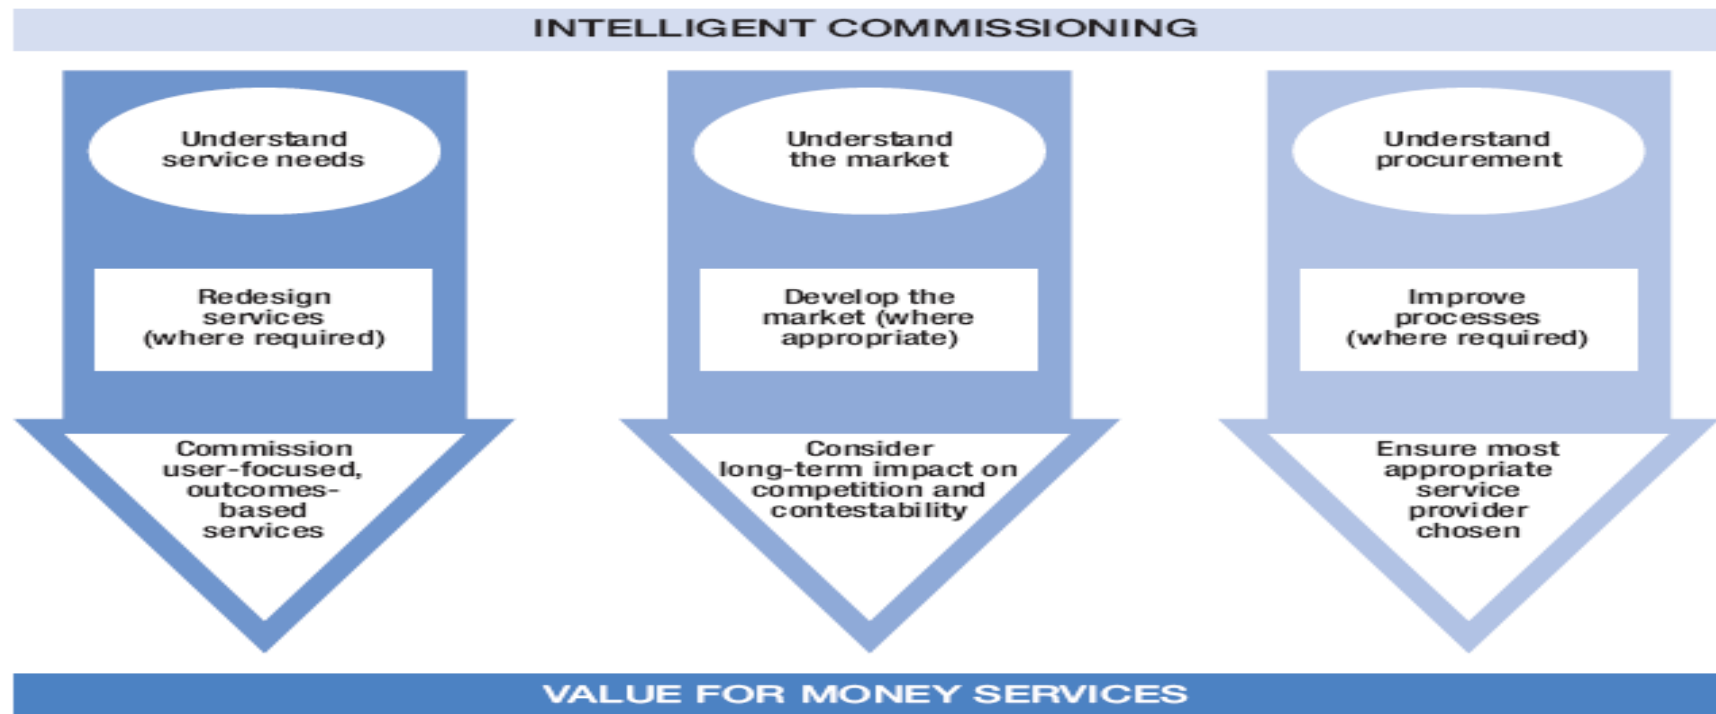 INTELLIGENT COMMISSIONING
Understand
service needs
Redesign
services
(where required)
Commission
user-focused,
outcomes-
based
services
Understand
the market
Develop the
market (where
appropriate)
Consider
long-term impact on
competition and
contestability
Understand
procurement
Improve
processes
(where required)
Ensure most
appropriate
service
provider
chosen
VALUE FOR MONEY SERVICES